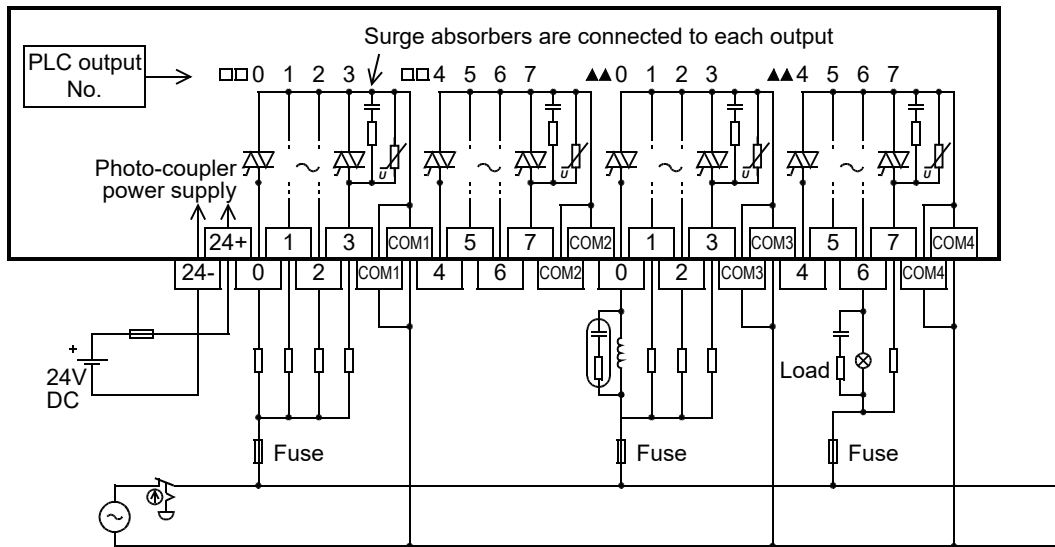 Surge absorbers are connected to each output
PLC output
No.
□□ 0 1 2 3 □□ 4 5 6 7 ▲▲ 0 1 2 3 ▲▲ 4 5 6 7
U U U U
Photo-coupler
power supply
24+ 1 3 COM1 5 7 COM2 1 3 COM3 5 7 COM4
24- 0 2 COM1 4 6 COM2 0 2 COM3 4 6 COM4
+
24V
DC
Load
Fuse Fuse Fuse